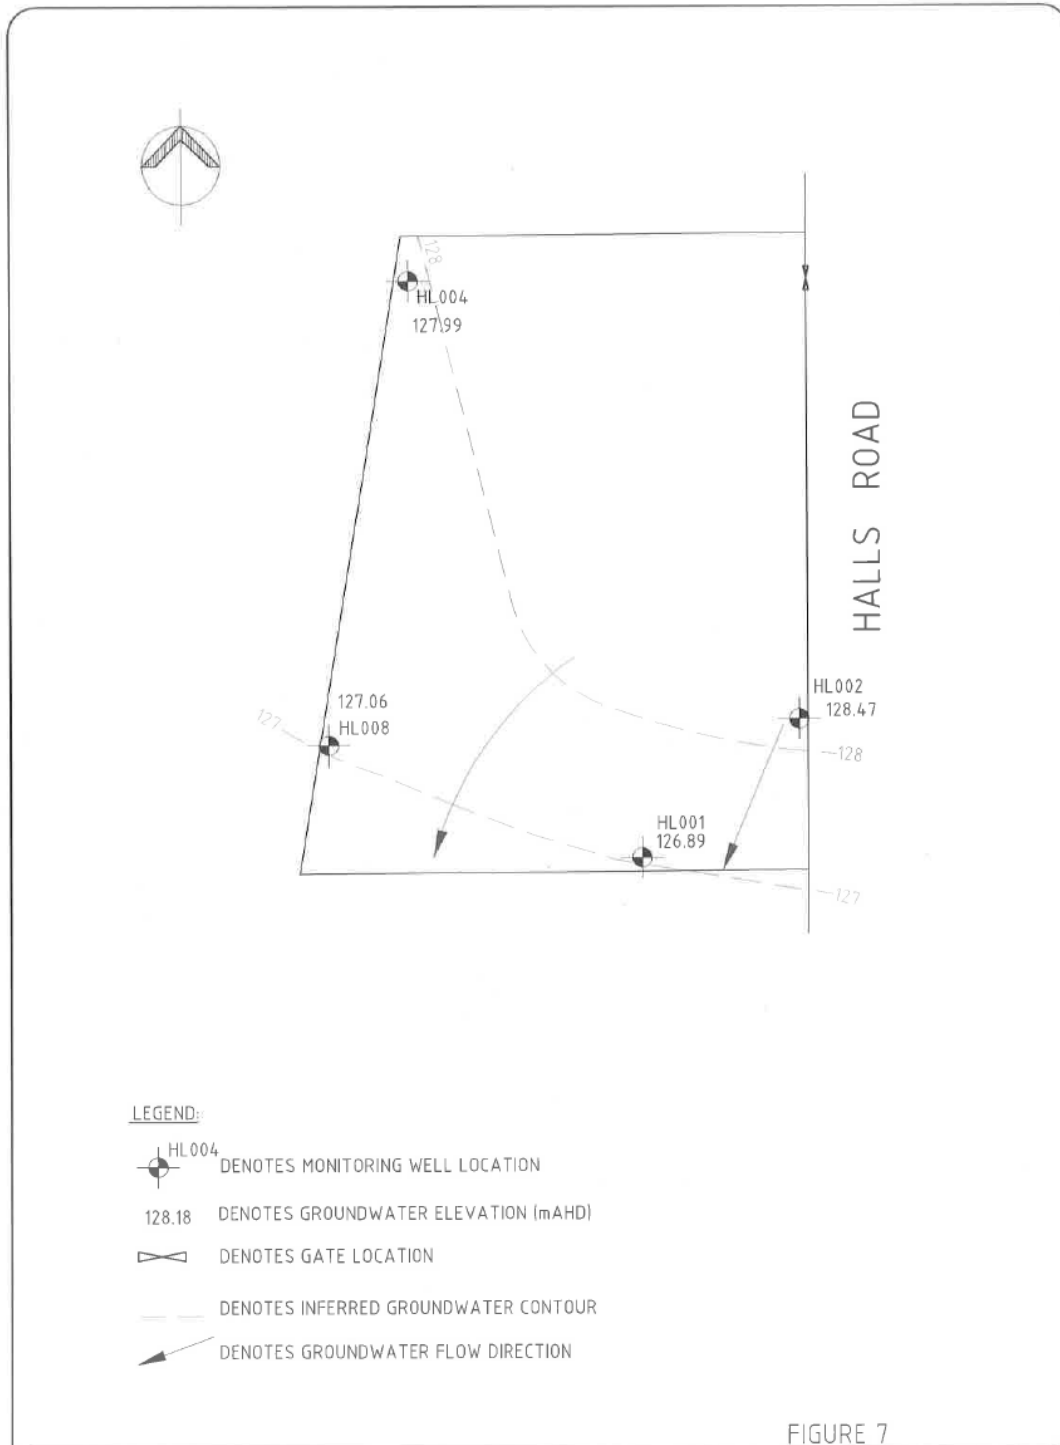 128
HL004
127.99
HALLS ROAD
HL002
128.47
127.06
HL008
127
128
HL001
126.89
127
LEGEND:
HL004
DENOTES MONITORING WELL LOCATION
128.18 DENOTES GROUNDWATER ELEVATION (mAHD)
DENOTES GATE LOCATION
DENOTES INFERRED GROUNDWATER CONTOUR
DENOTES GROUNDWATER FLOW DIRECTION
FIGURE 7